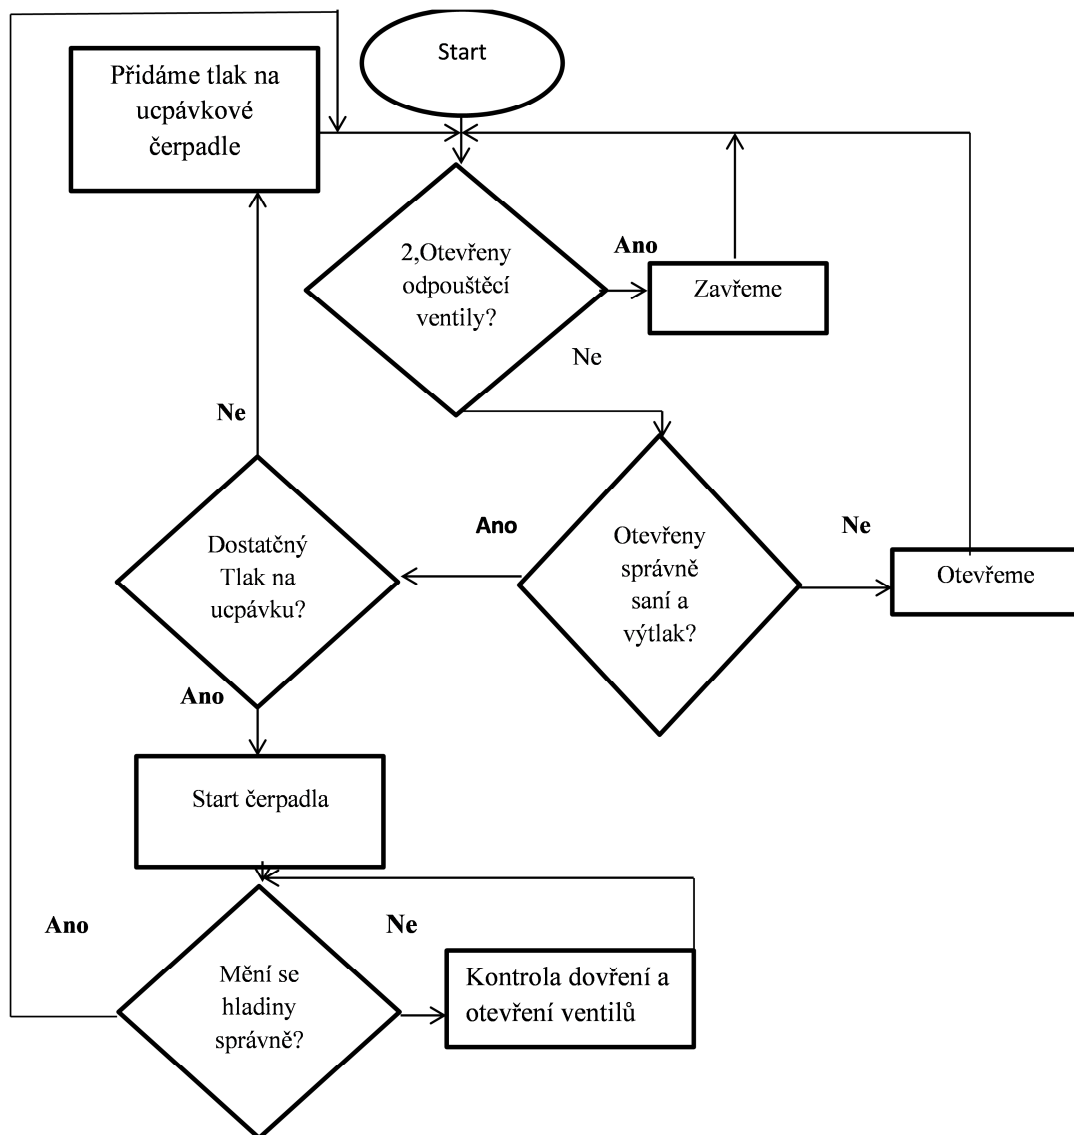 Start
Přidáme tlak na
ucpávkové
čerpadle
2,Otevřeny
odpouštěcí
ventily?
Ano
Zavřeme
Ne
Ne
Dostatčný
Tlak na
ucpávku?
Ano
Otevřeny
správně
saní a
výtlak?
Ne
Otevřeme
Ano
Start čerpadla
Ano
Ne
Mění se
hladiny
správně?
Kontrola dovření a
otevření ventilů